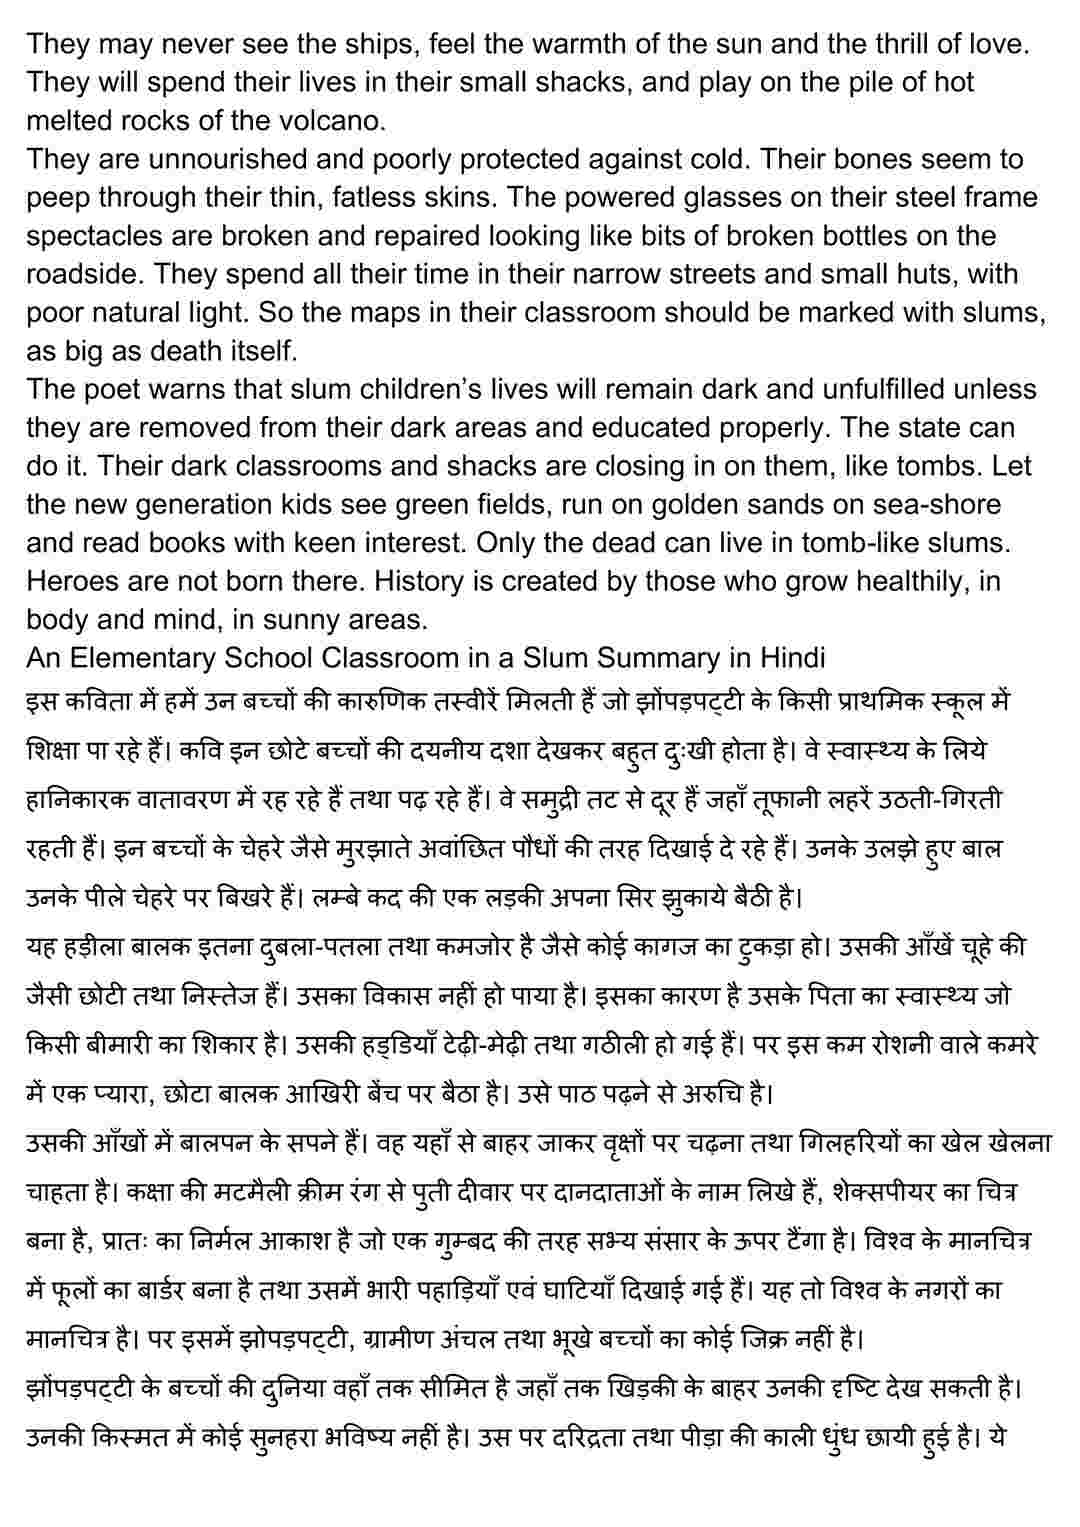 They may never see the ships, feel the warmth of the sun and the thrill of love.
They will spend their lives in their small shacks, and play on the pile of hot
melted rocks of the volcano.
They are unnourished and poorly protected against cold. Their bones seem to
peep through their thin, fatless skins. The powered glasses on their steel frame
spectacles are broken and repaired looking like bits of broken bottles on the
roadside. They spend all their time in their narrow streets and small huts, with
poor natural light. So the maps in their classroom should be marked with slums,
as big as death itself.
The poet warns that slum children’s lives will remain dark and unfulfilled unless
they are removed from their dark areas and educated properly. The state can
do it. Their dark classrooms and shacks are closing in on them, like tombs. Let
the new generation kids see green fields, run on golden sands on sea-shore
and read books with keen interest. Only the dead can live in tomb-like slums.
Heroes are not born there. History is created by those who grow healthily, in
body and mind, in sunny areas.
An Elementary School Classroom in a Slum Summary in Hindi
इस कविता में हमें उन बच्चों की कारुणिक तस्वीरें मिलती हैं जो झोंपड़पट्टी के किसी प्राथमिक स्कूल में
शिक्षा पा रहे हैं। कवि इन छोटे बच्चों की दयनीय दशा देखकर बहुत दुःखी होता है। वे स्वास्थ्य के लिये
हानिकारक वातावरण में रह रहे हैं तथा पढ़ रहे हैं। वे समुद्री तट से दूर हैं जहाँ तूफानी लहरें उठती-गिरती
रहती हैं। इन बच्चों के चेहरे जैसे मुरझाते अवांछित पौधों की तरह दिखाई दे रहे हैं। उनके उलझे हुए बाल
उनके पीले चेहरे पर बिखरे हैं। लम्बे कद की एक लड़की अपना सिर झुकाये बैठी है।
यह हड़ीला बालक इतना दुबला-पतला तथा कमजोर है जैसे कोई कागज का टुकड़ा हो। उसकी आँखें चूहे की
जैसी छोटी तथा निस्तेज हैं। उसका विकास नहीं हो पाया है। इसका कारण है उसके पिता का स्वास्थ्य जो
किसी बीमारी का शिकार है। उसकी हड्डियाँ टेढ़ी-मेढ़ी तथा गठीली हो गई हैं। पर इस कम रोशनी वाले कमरे
में एक प्यारा, छोटा बालक आखिरी बेंच पर बैठा है। उसे पाठ पढ़ने से अरुचि है।
उसकी आँखों में बालपन के सपने हैं। वह यहाँ से बाहर जाकर वृक्षों पर चढ़ना तथा गिलहरियों का खेल खेलना
चाहता है। कक्षा की मटमैली क्रीम रंग से पुती दीवार पर दानदाताओं के नाम लिखे हैं, शेक्सपीयर का चित्र
बना है, प्रातः का निर्मल आकाश है जो एक गुम्बद की तरह सभ्य संसार के ऊपर टैंगा है। विश्व के मानचित्र
में फूलों का बार्डर बना है तथा उसमें भारी पहाड़ियाँ एवं घाटियाँ दिखाई गई हैं। यह तो विश्व के नगरों का
मानचित्र है। पर इसमें झोपड़पट्टी, ग्रामीण अंचल तथा भूखे बच्चों का कोई जिक्र नहीं है।
झोंपड़पट्टी के बच्चों की दुनिया वहाँ तक सीमित है जहाँ तक खिड़की के बाहर उनकी दृष्टि देख सकती है।
उनकी किस्मत में कोई सुनहरा भविष्य नहीं है। उस पर दरिद्रता तथा पीड़ा की काली धुंध छायी हुई है। ये